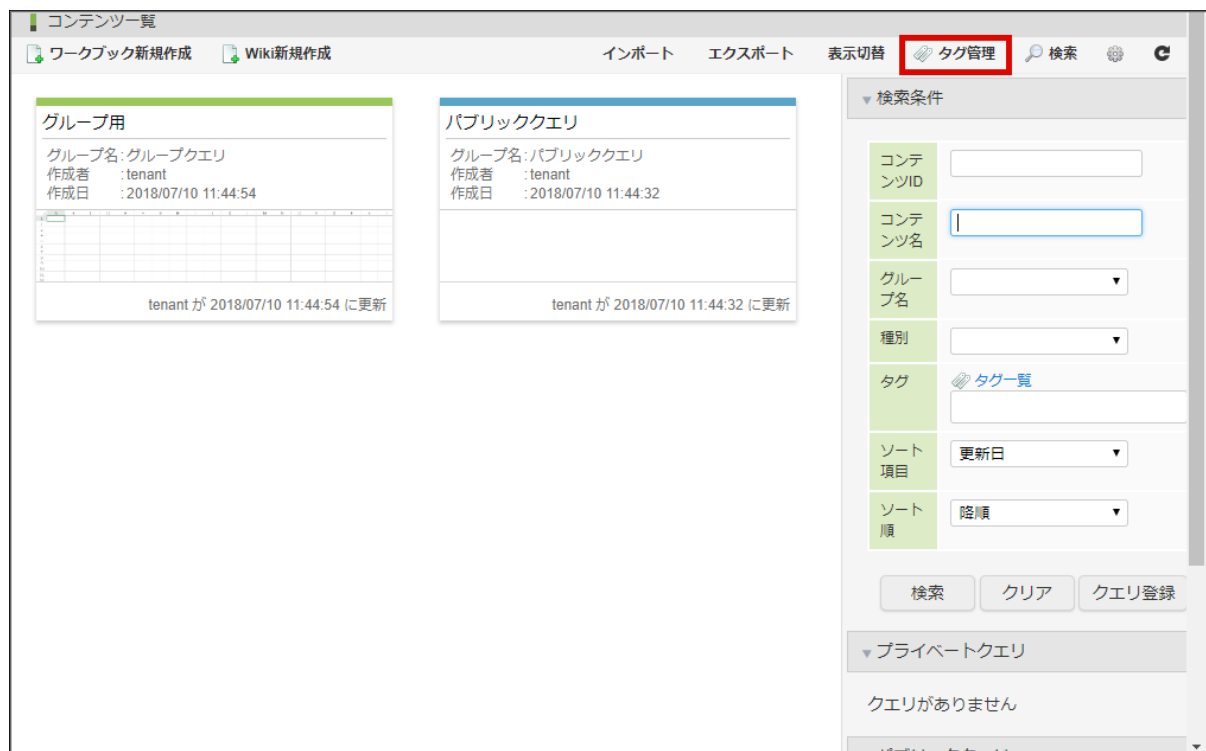 コンテンツ一覧
ワークブック新規作成 Wiki新規作成 インポート エクスポート 表示切替 タグ管理 検索
グループ用
グループ名:グループクエリ
作成者 :tenant
作成日 :2018/07/10 11:44:54
tenant が 2018/07/10 11:44:54 に更新
パブリッククエリ
グループ名:パブリッククエリ
作成者 :tenant
作成日 :2018/07/10 11:44:32
tenant が 2018/07/10 11:44:32 に更新
検索条件
コンテ
ンツID
コンテ
ンツ名
グルー
プ名
種別
タグ タグ一覧
ソート
項目 更新日
ソート
順 降順
検索 クリア クエリ登録
プライベートクエリ
クエリがありません